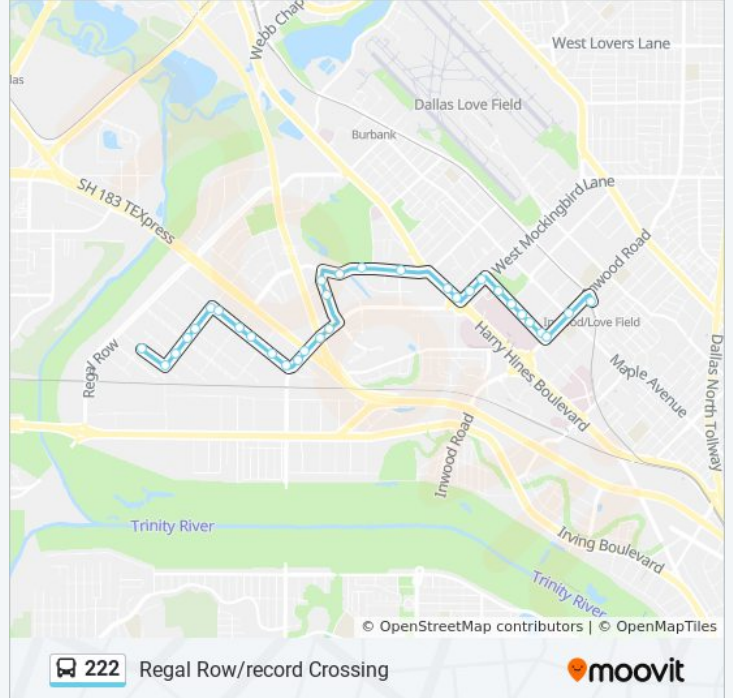 Webb Chap
West Lovers Lane
las
Dallas Love Field
Burbank
SH 183 TEXpress
West Mockingbird Lane
nwood Road
Inwood/Love Field
Regal Row
Harry Hines Boulevard
Maple Avenue
Dallas North Tollway
Inwood Road
Trinity River
Irving Boulevard
Trinity River
© OpenStreetMap contributors | © OpenMapTiles
222 Regal Row/record Crossing
moovit